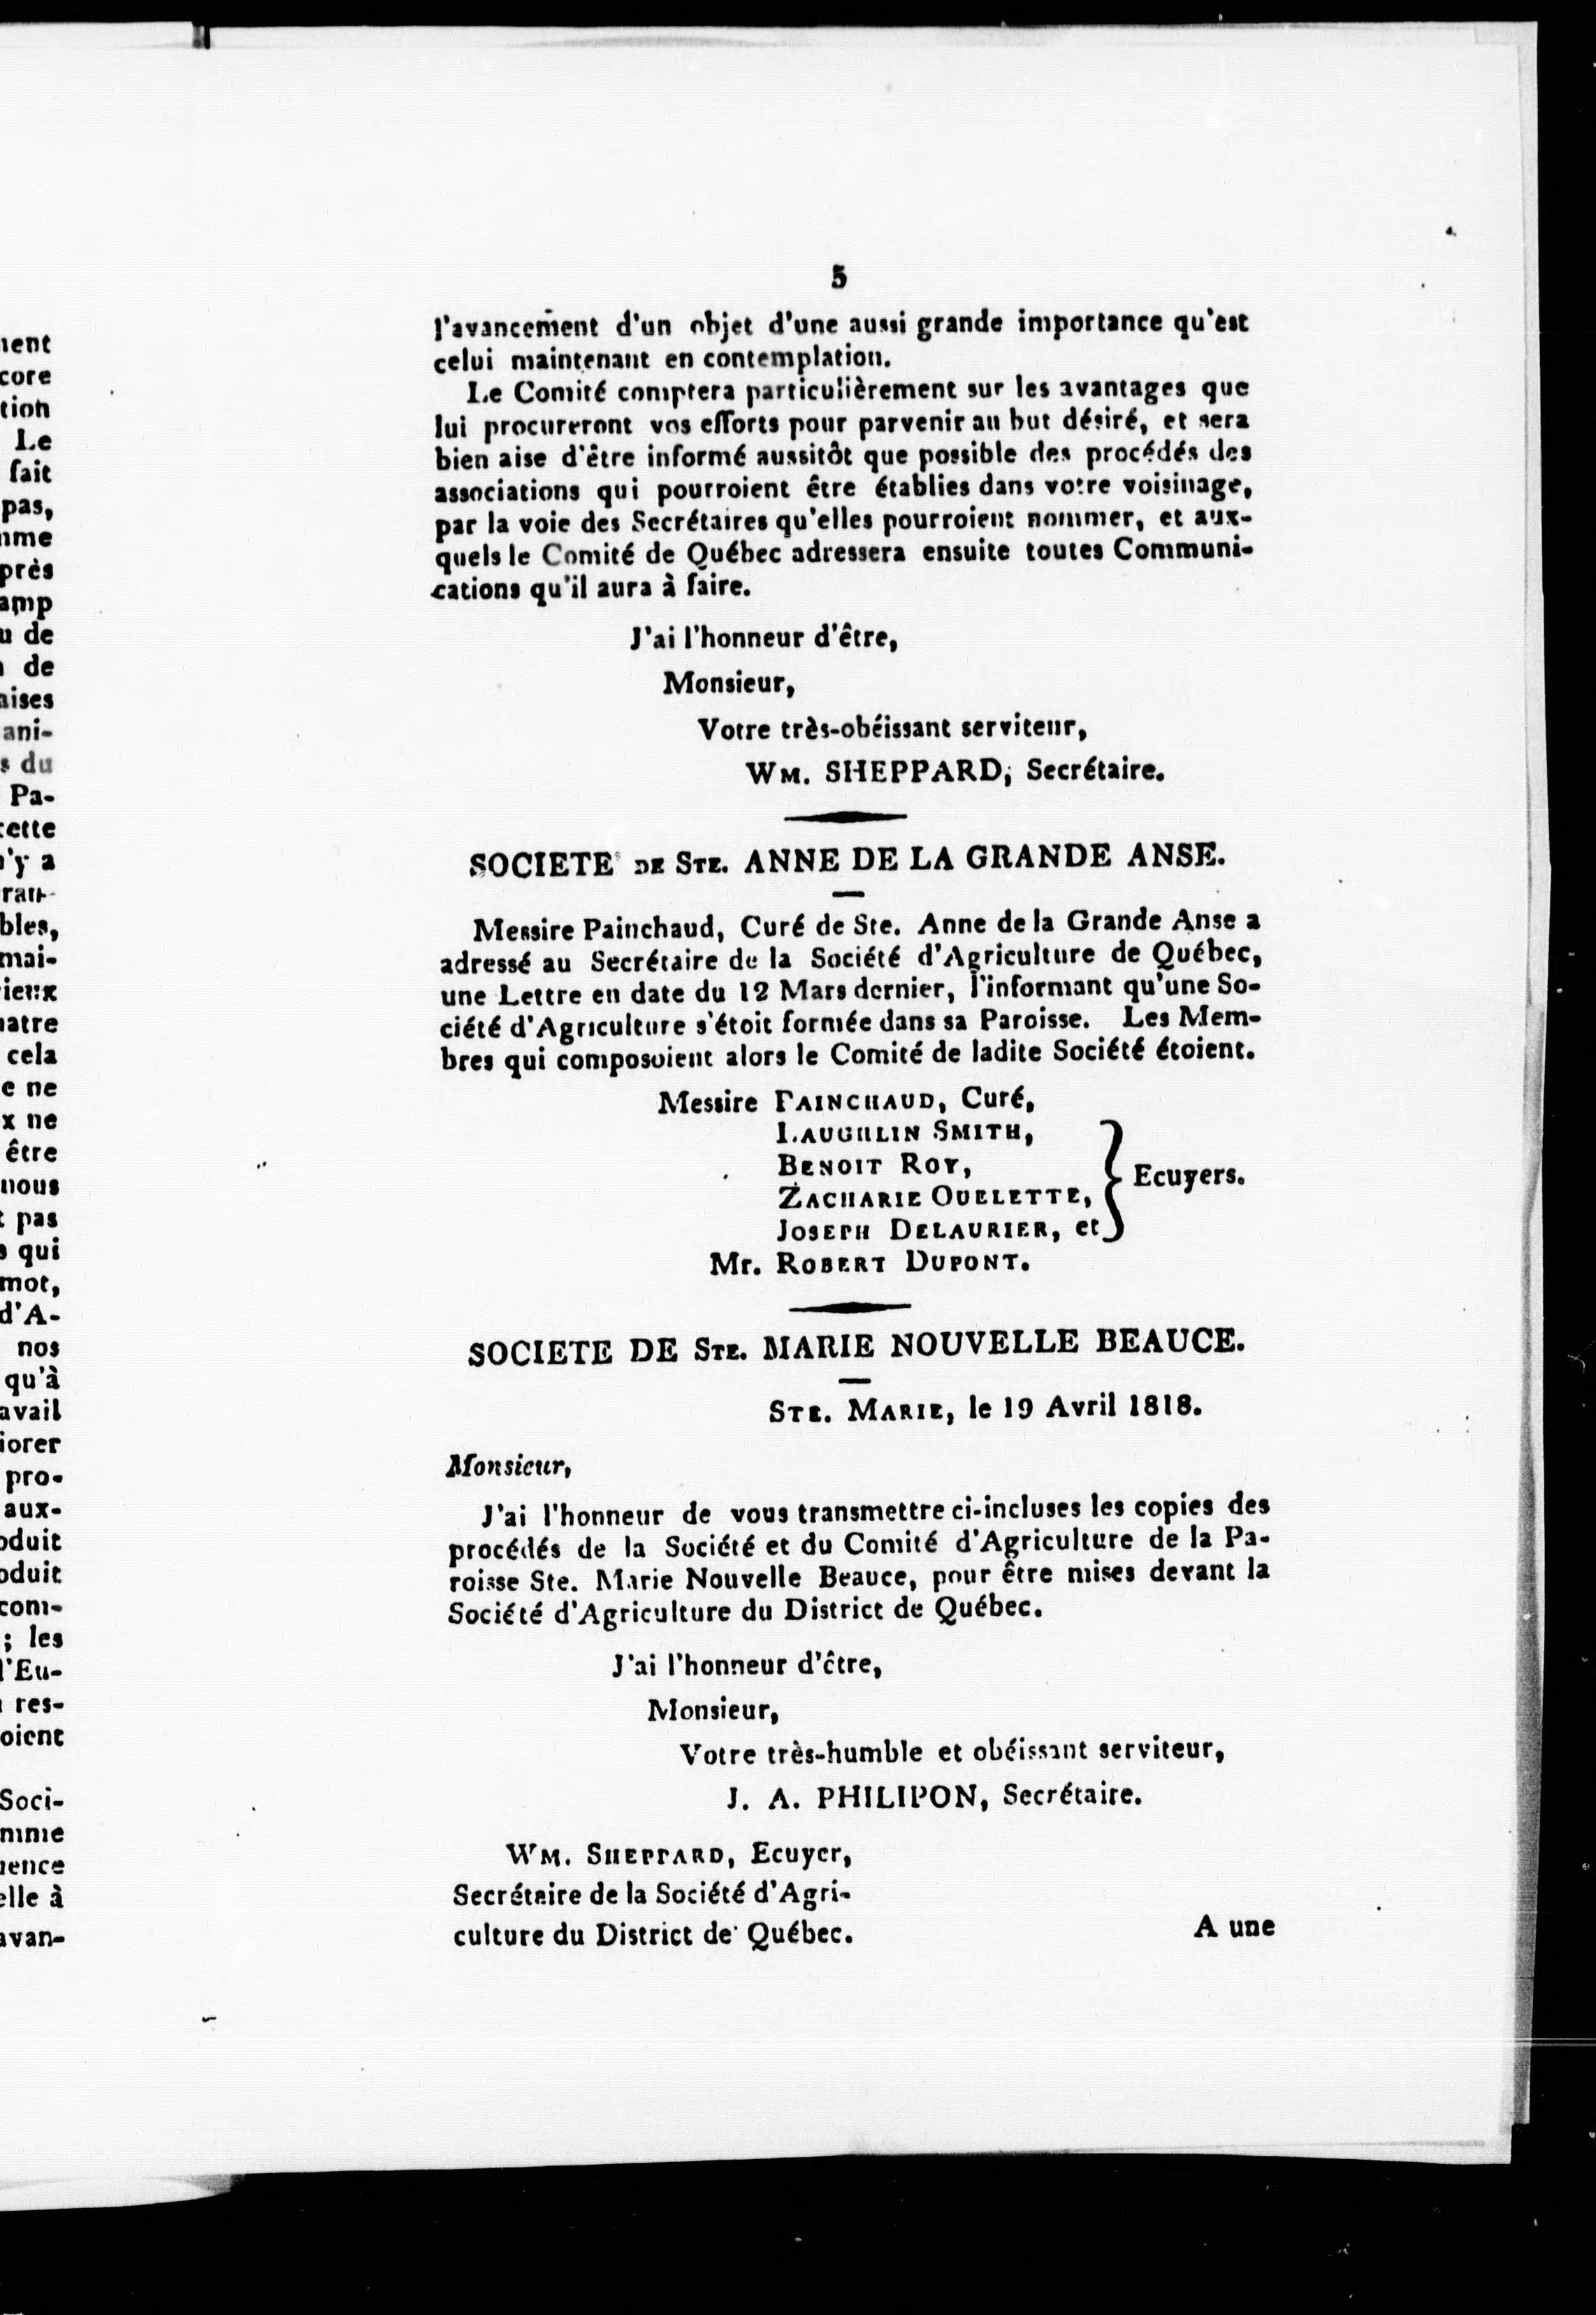 5
l'avancement d'un objet d'une aussi grande importance qu'est
celui maintenant en contemplation.
Le Comité comptera particulièrement sur les avantages que
lui procureront vos efforts pour parvenir au but désiré, et sera
bien aise d'être informé aussitôt que possible des procédés des
associations qui pourroient être établies dans votre voisinage,
par la voie des Secrétaires qu'elles pourroient nommer, et aux-
quels le Comité de Québec adressera ensuite toutes Communi-
cations qu'il aura à faire.
J'ai l'honneur d'être,
Monsieur,
Votre très-obéissant serviteur,
WM. SHEPPARD, Secrétaire.
SOCIETE DE STE. ANNE DE LA GRANDE ANSE.
Messire Painchaud, Curé de Ste. Anne de la Grande Anse a
adressé au Secrétaire de la Société d'Agriculture de Québec,
une Lettre en date du 12 Mars dernier, l'informant qu'une So-
ciété d'Agriculture s'étoit formée dans sa Paroisse. Les Mem-
bres qui composoient alors le Comité de ladite Société étoient.
Messire PAINCHAUD, Curé,
LAUGHLIN SMITH,
BENOIT ROY,
ZACHARIE OUELETTE,
JOSEPH DELAURIER, et
Ecuyers.
Mr. ROBERT DUPONT.
SOCIETE DE STE. MARIE NOUVELLE BEAUCE.
STE. MARIE, le 19 Avril 1818.
Monsieur,
J'ai l'honneur de vous transmettre ci-incluses les copies des
procédés de la Société et du Comité d'Agriculture de la Pa-
roisse Ste. Marie Nouvelle Beauce, pour être mises devant la
Société d'Agriculture du District de Québec.
J'ai l'honneur d'être,
Monsieur,
Votre très-humble et obéissant serviteur,
J. A. PHILIPON, Secrétaire.
WM. SHEPPARD, Ecuyer,
Secrétaire de la Société d'Agri-
culture du District de Québec.
A une